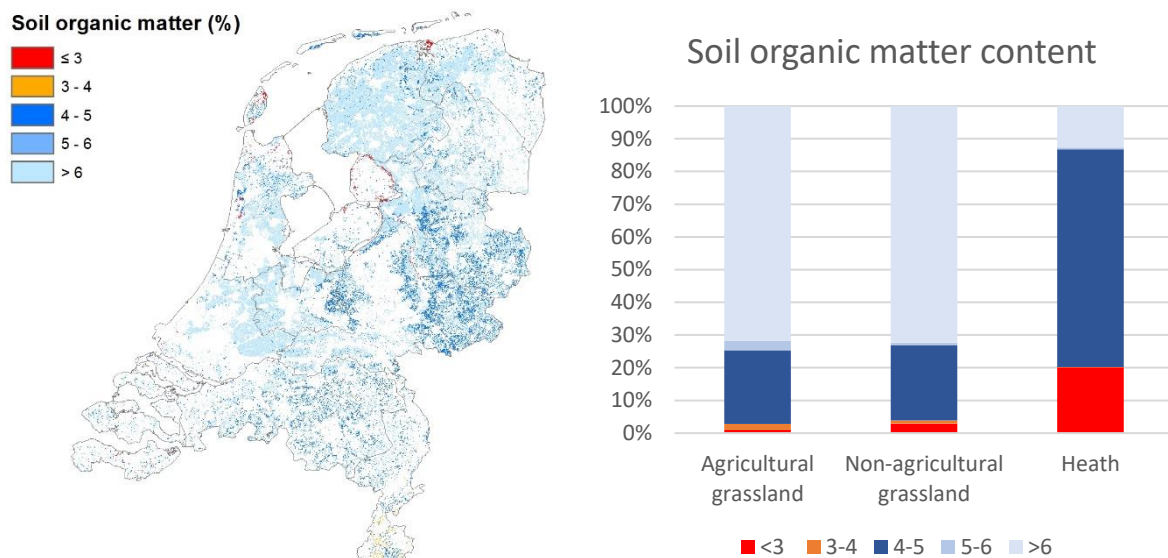 Soil organic matter (%)
≤ 3
3 - 4
4 - 5
5 - 6
> 6
Soil organic matter content
100%
90%
80%
70%
60%
50%
40%
30%
20%
10%
0%
Agricultural
grassland
Non-agricultural
grassland
Heath
<3 3-4 4-5 5-6 >6